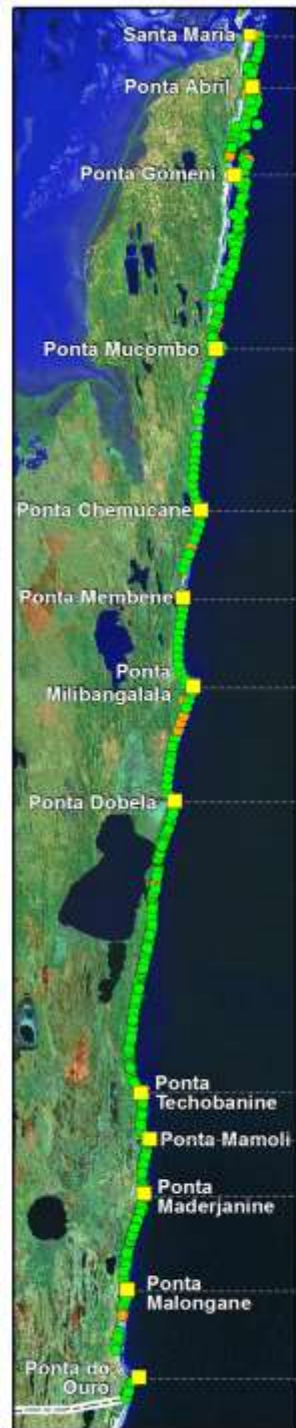 Santa Maria
Ponta Abril
Ponta Gomeni
Ponta Mucombo
Ponta Chemucane
Ponta Membene
Ponta
Milibangalala
Ponta Dobela
Ponta
Techobanine
Ponta Mamoli
Ponta
Maderjanine
Ponta
Malongane
Ponta do
Ouro